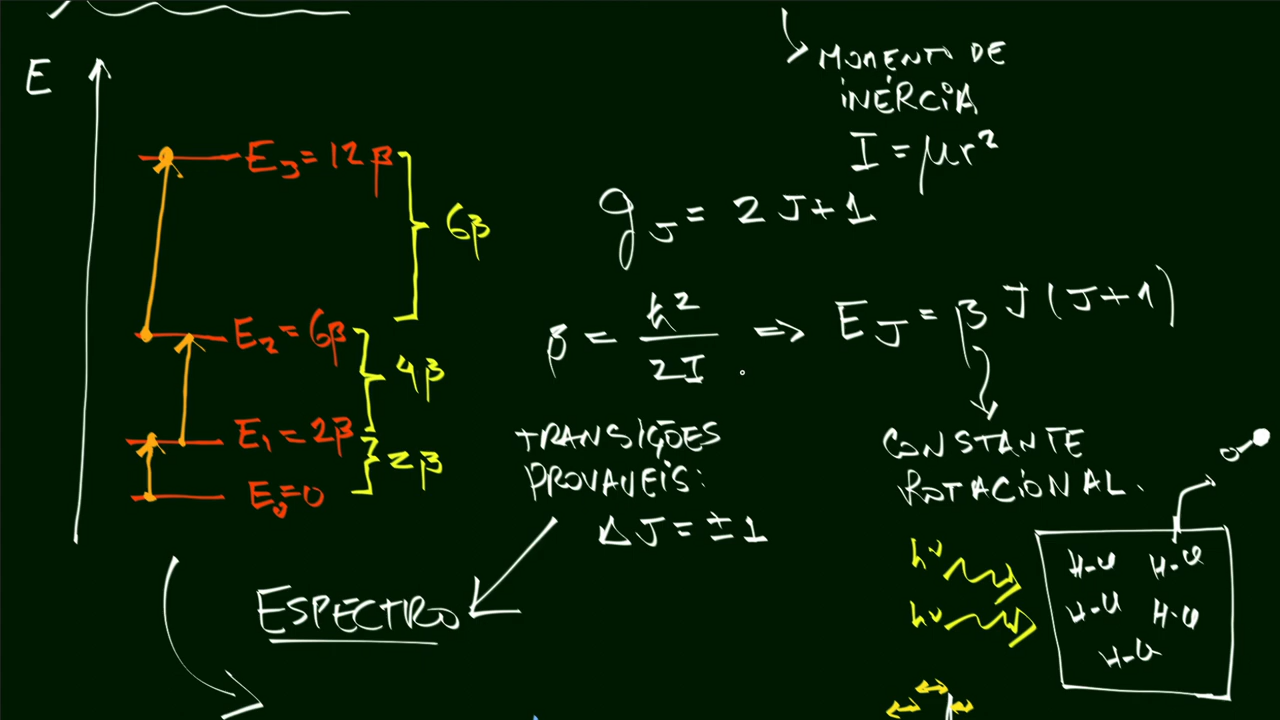 E
E₃ = 12β
6β
E₂ = 6β
4β
E₁ = 2β
2β
E₀=0
MOMENTO DE
INÉRCIA
I = μr²
g_J = 2J+1
β = ħ²/2I => E_J = β J(J+1)
TRANSIÇÕES
PROVAVEIS:
ΔJ = ±1
CONSTANTE
ROTACIONAL.
ESPECTRO
hν
hν
H-Cl H-Cl
H-Cl H-Cl
H-Cl